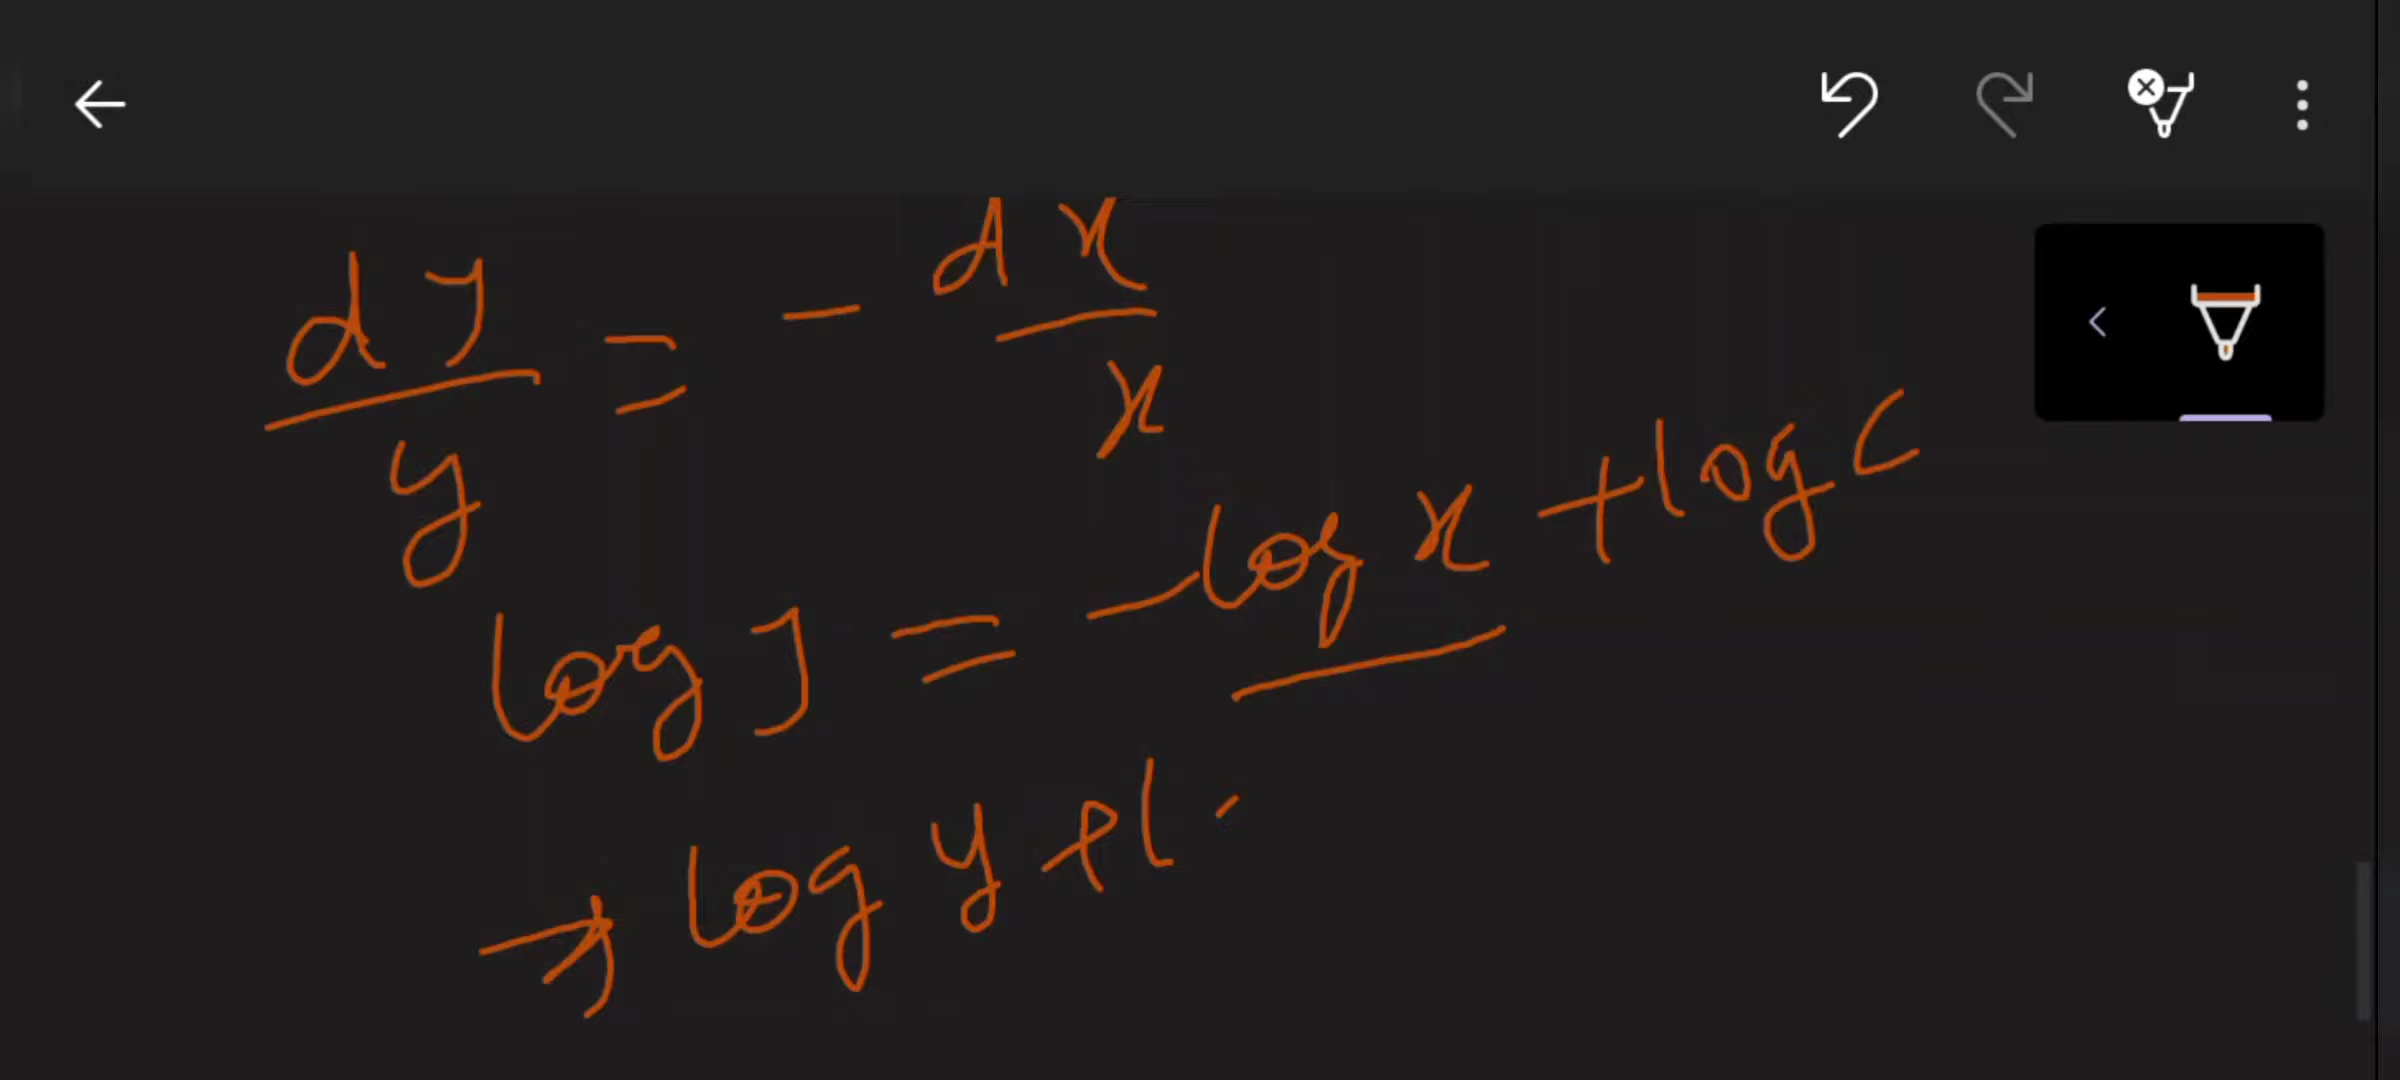 dy/y = - dx/x
log y = -log x + log c
→ log y + l